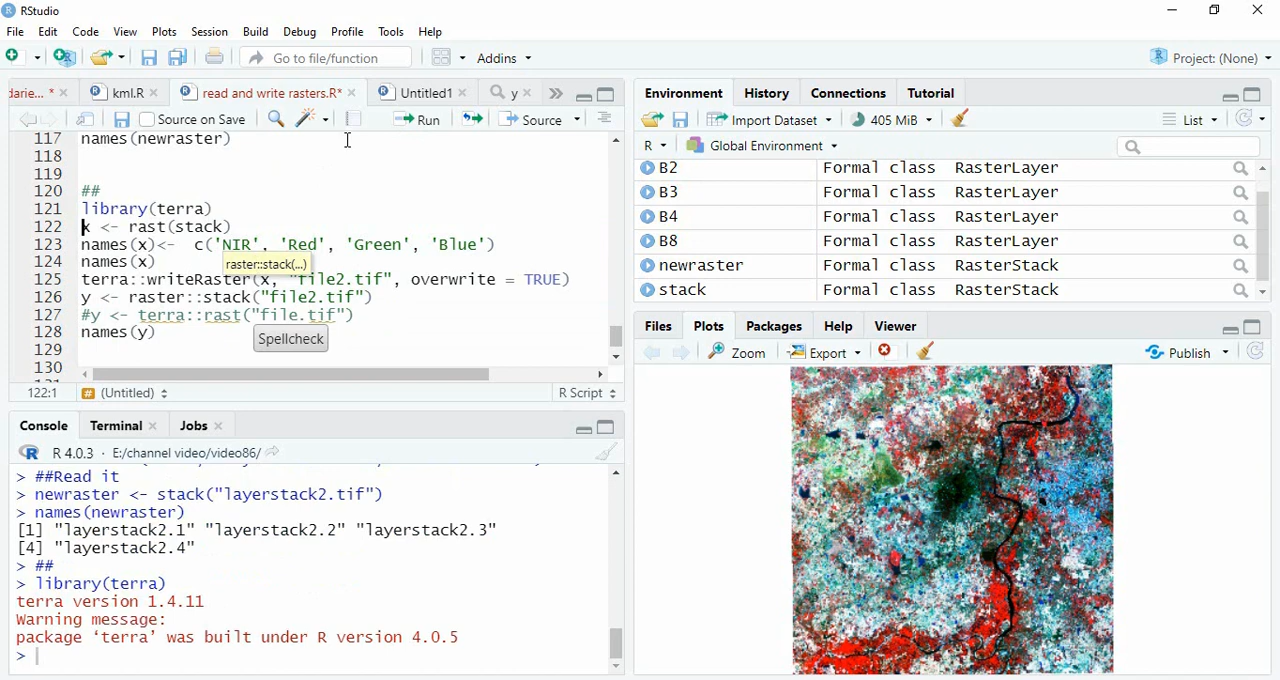 RStudio
File Edit Code View Plots Session Build Debug Profile Tools Help
Go to file/function Addins Project: (None)
darie... * kml.R read and write rasters.R* Untitled1 y
Source on Save Run Source
117 names(newraster)
118
119
120 ##
121 library(terra)
122 x <- rast(stack)
123 names(x)<- c('NIR', 'Red', 'Green', 'Blue')
124 names(x)
raster::stack(...)
125 terra::writeRaster(x, "file2.tif", overwrite = TRUE)
126 y <- raster::stack("file2.tif")
127 #y <- terra::rast("file.tif")
128 names(y)
Spellcheck
129
130
122:1 (Untitled) R Script
Console Terminal Jobs
R 4.0.3 · E:/channel video/video86/
> ##Read it
> newraster <- stack("layerstack2.tif")
> names(newraster)
[1] "layerstack2.1" "layerstack2.2" "layerstack2.3"
[4] "layerstack2.4"
> ##
> library(terra)
terra version 1.4.11
Warning message:
package ‘terra’ was built under R version 4.0.5
>
Environment History Connections Tutorial
Import Dataset 405 MiB List
R Global Environment
B2 Formal class RasterLayer
B3 Formal class RasterLayer
B4 Formal class RasterLayer
B8 Formal class RasterLayer
newraster Formal class RasterStack
stack Formal class RasterStack
Files Plots Packages Help Viewer
Zoom Export Publish